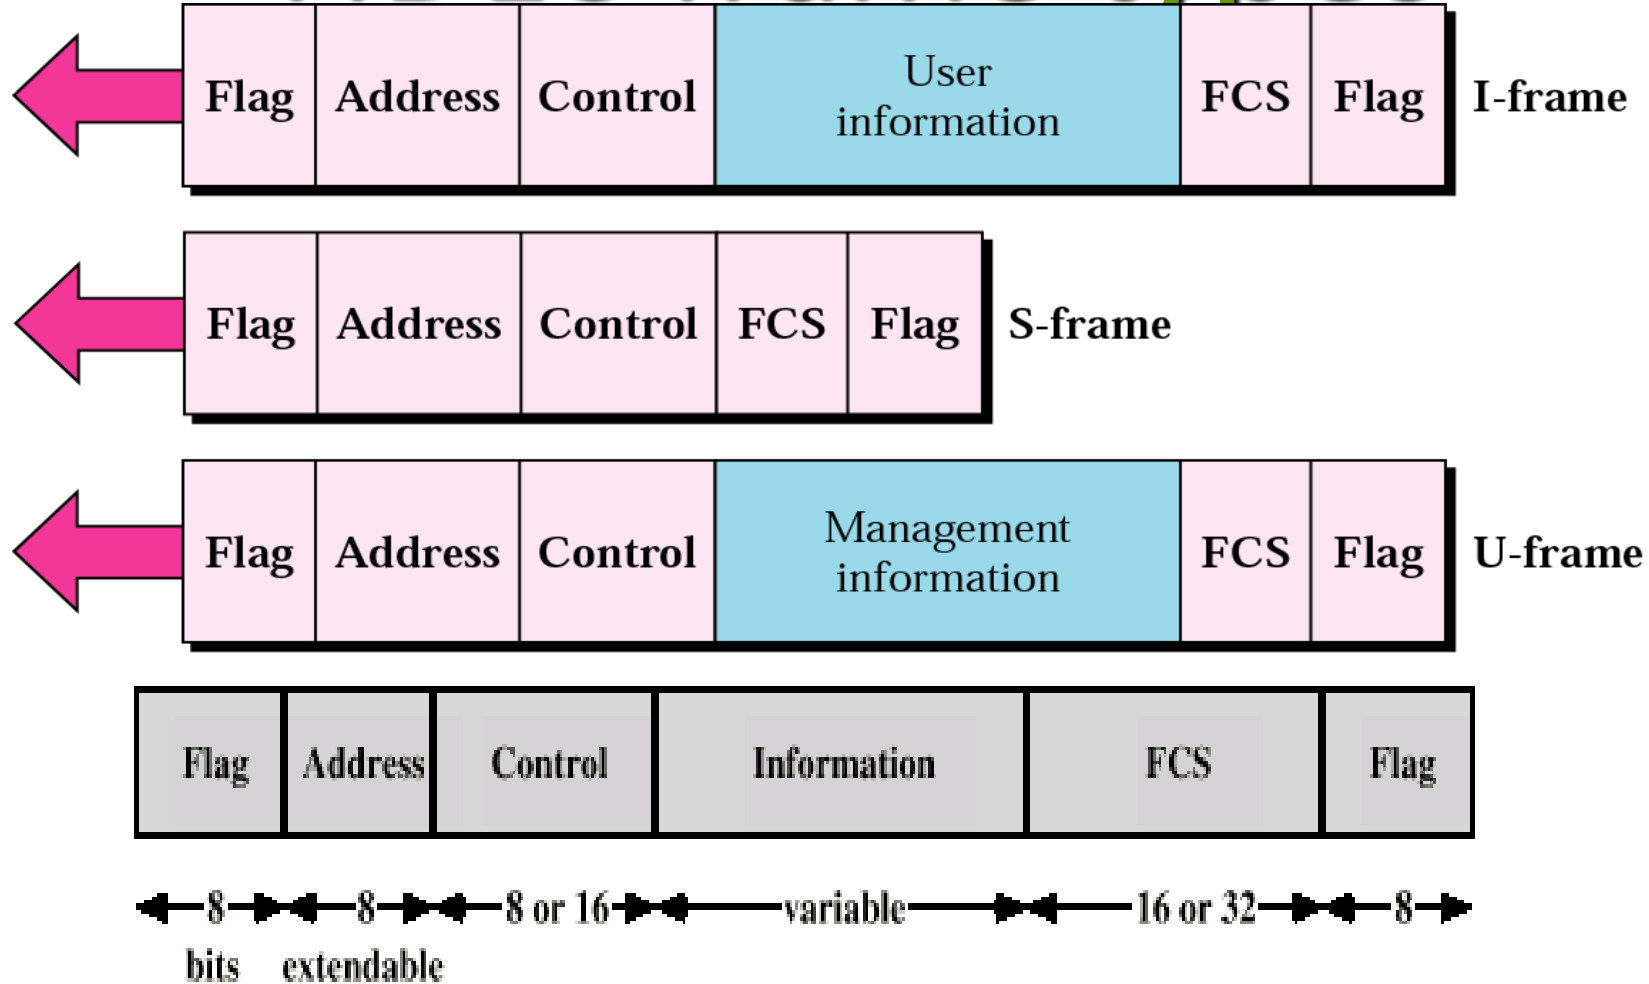 Flag Address Control User information FCS Flag I-frame
Flag Address Control FCS Flag S-frame
Flag Address Control Management information FCS Flag U-frame
Flag Address Control Information FCS Flag
8 8 8 or 16 variable 16 or 32 8
bits extendable